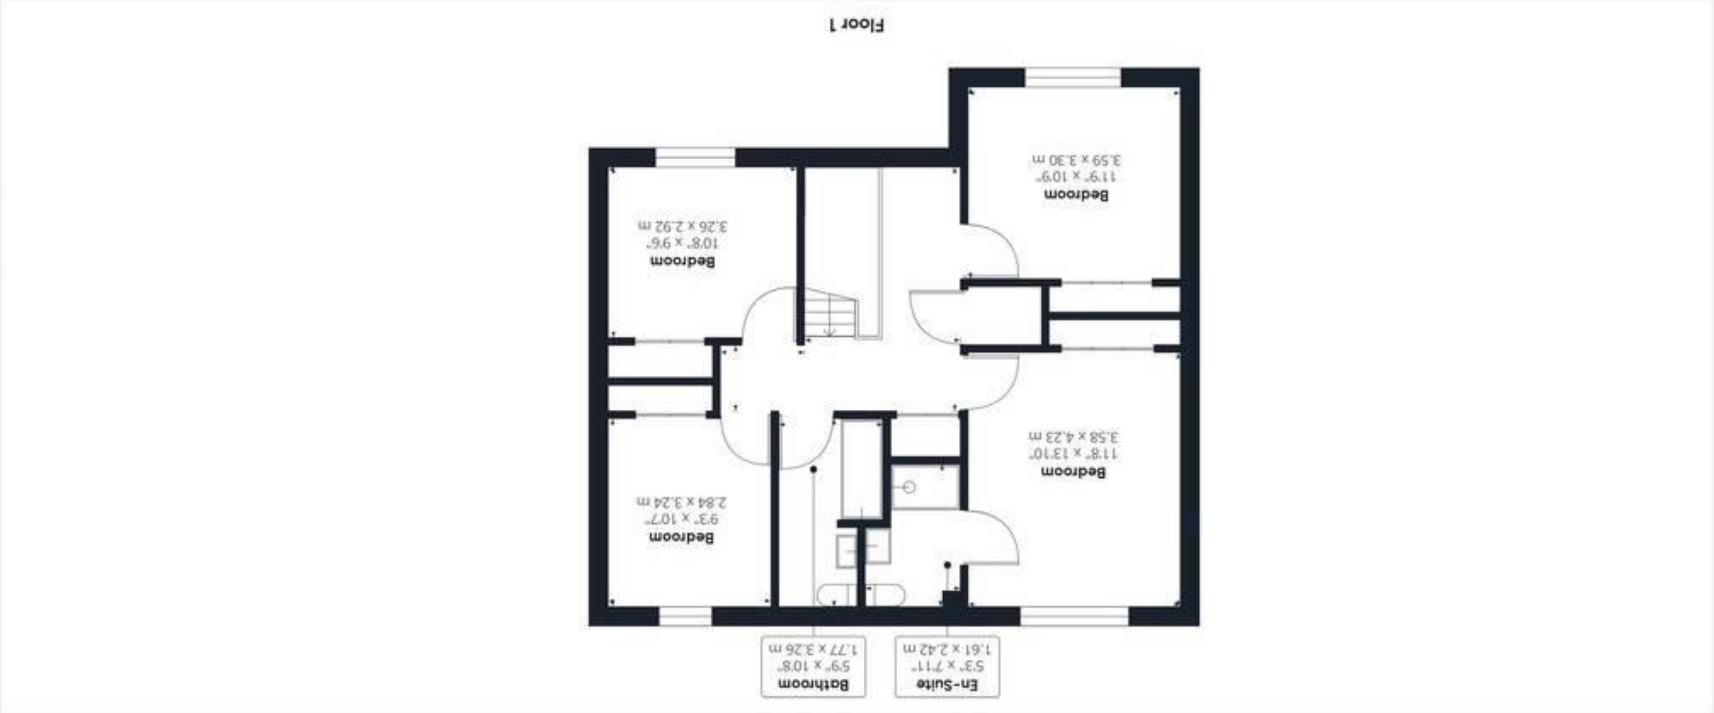 En-Suite
5'3" x 7'11"
1.61 x 2.42 m
Bathroom
5'9" x 10'8"
1.77 x 3.26 m
Bedroom
9'3" x 10'7"
2.84 x 3.24 m
Bedroom
11'8" x 13'10"
3.58 x 4.23 m
Bedroom
10'8" x 9'6"
3.26 x 2.92 m
Bedroom
11'9" x 10'9"
3.59 x 3.30 m
Floor 1